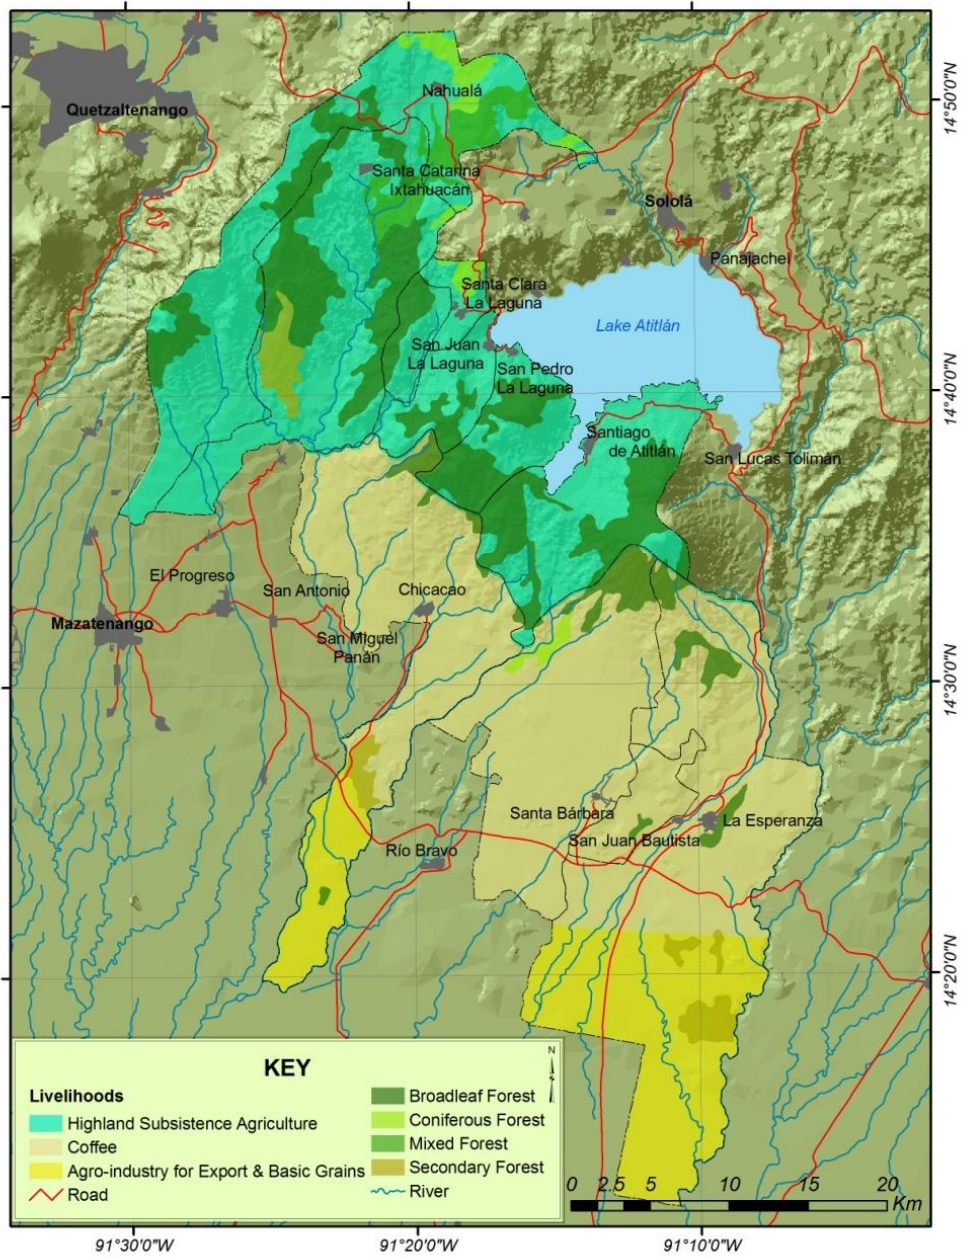 Quetzaltenango
Nahualá
14°50'0"N
Santa Catarina
Ixtahuacán
Sololá
Panajachel
Santa Clara
La Laguna
Lake Atitlán
San Juan
La Laguna
San Pedro
La Laguna
14°40'0"N
Santiago
de Atitlán
San Lucas Tolimán
El Progreso
San Antonio
Chicacao
Mazatenango
San Miguel
Panán
14°30'0"N
Santa Bárbara
La Esperanza
San Juan Bautista
Río Bravo
14°20'0"N
KEY
N
Livelihoods
Highland Subsistence Agriculture
Coffee
Agro-industry for Export & Basic Grains
Road
Broadleaf Forest
Coniferous Forest
Mixed Forest
Secondary Forest
River
0 2.5 5 10 15 20
Km
91°30'0"W 91°20'0"W 91°10'0"W